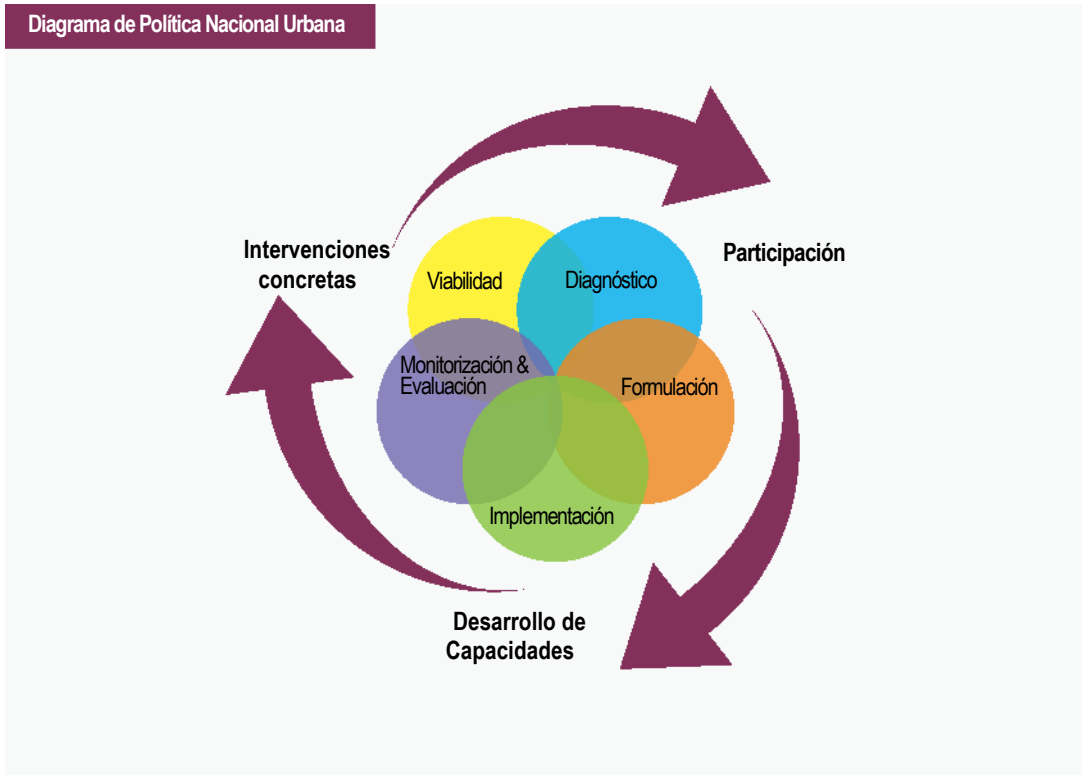 Diagrama de Política Nacional Urbana
Intervenciones
concretas
Participación
Viabilidad
Diagnóstico
Monitorización &
Evaluación
Formulación
Implementación
Desarrollo de
Capacidades